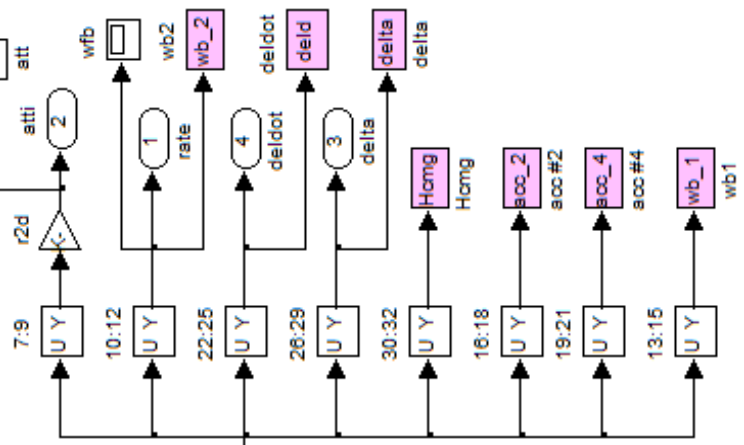 7:9
r2d
atti
att
U Y
K-
2
wfb
10:12
U Y
1
rate
wb2
wb_2
22:25
U Y
4
deldot
deldot
deld
26:29
U Y
3
delta
delta
delta
30:32
U Y
Hcmg
Hcmg
16:18
U Y
acc_2
acc #2
19:21
U Y
acc_4
acc #4
13:15
U Y
wb_1
wb1